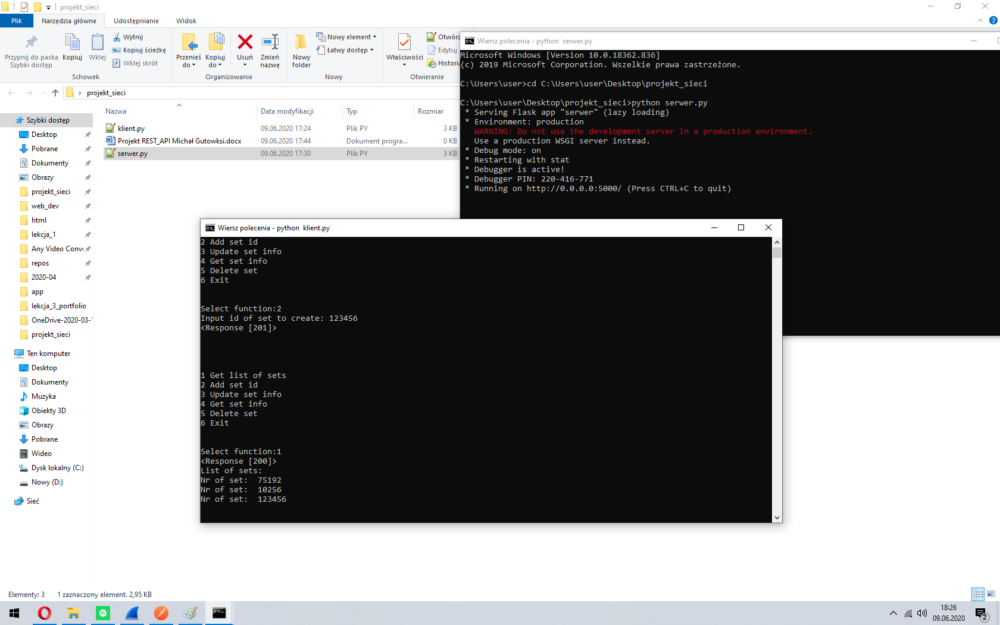 projekt_sieci
Plik
Narzędzia główne
Udostępnianie
Widok
Przypnij do paska
Szybki dostęp
Kopiuj
Wklej
Wytnij
Kopiuj ścieżkę
Wklej skrót
Schowek
Przenieś
do
Kopiuj
do
Usuń
Zmień
nazwę
Organizowanie
Nowy
folder
Nowy element
Łatwy dostęp
Nowy
Właściwości
Otwórz
Edytuj
Historia
Otwieranie
projekt_sieci
Nazwa
Data modyfikacji
Typ
Rozmiar
klient.py 09.06.2020 17:24 Plik PY 3 KB
Projekt REST_API Michał Gutowksi.docx 09.06.2020 17:44 Dokument progra... 0 KB
serwer.py 09.06.2020 17:30 Plik PY 3 KB
Szybki dostęp
Desktop
Pobrane
Dokumenty
Obrazy
projekt_sieci
web_dev
html
lekcja_1
Any Video Conv
repos
2020-04
app
lekcja_3_portfolio
OneDrive-2020-03-
projekt_sieci
Ten komputer
Desktop
Dokumenty
Muzyka
Obiekty 3D
Obrazy
Pobrane
Wideo
Dysk lokalny (C:)
Nowy (D:)
Sieć
Elementy: 3
1 zaznaczony element. 2,95 KB
Wiersz polecenia - python serwer.py
Microsoft Windows [Version 10.0.18362.836]
(c) 2019 Microsoft Corporation. Wszelkie prawa zastrzeżone.
C:\Users\user>cd C:\Users\user\Desktop\projekt_sieci
C:\Users\user\Desktop\projekt_sieci>python serwer.py
* Serving Flask app "serwer" (lazy loading)
* Environment: production
WARNING: Do not use the development server in a production environment.
Use a production WSGI server instead.
* Debug mode: on
* Restarting with stat
* Debugger is active!
* Debugger PIN: 220-416-771
* Running on http://0.0.0.0:5000/ (Press CTRL+C to quit)
Wiersz polecenia - python klient.py
2 Add set id
3 Update set info
4 Get set info
5 Delete set
6 Exit
Select function:2
Input id of set to create: 123456
<Response [201]>
1 Get list of sets
2 Add set id
3 Update set info
4 Get set info
5 Delete set
6 Exit
Select function:1
<Response [200]>
List of sets:
Nr of set: 75192
Nr of set: 10256
Nr of set: 123456
18:26
09.06.2020
2